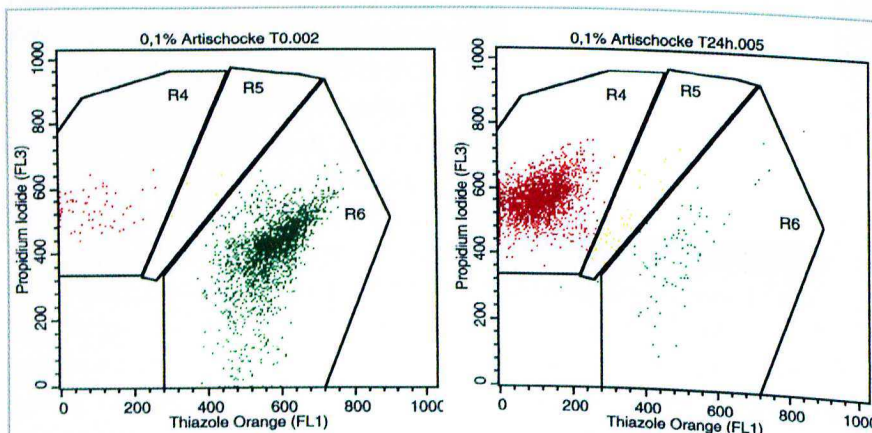 0,1% Artischocke T0.002
Propidium Iodide (FL3)
1000
800
600
400
200
0
R4
R5
R6
0
200
400
600
800
1000
Thiazole Orange (FL1)
0,1% Artischocke T24h.005
Propidium Iodide (FL3)
1000
800
600
400
200
0
R4
R5
R6
0
200
400
600
800
1000
Thiazole Orange (FL1)